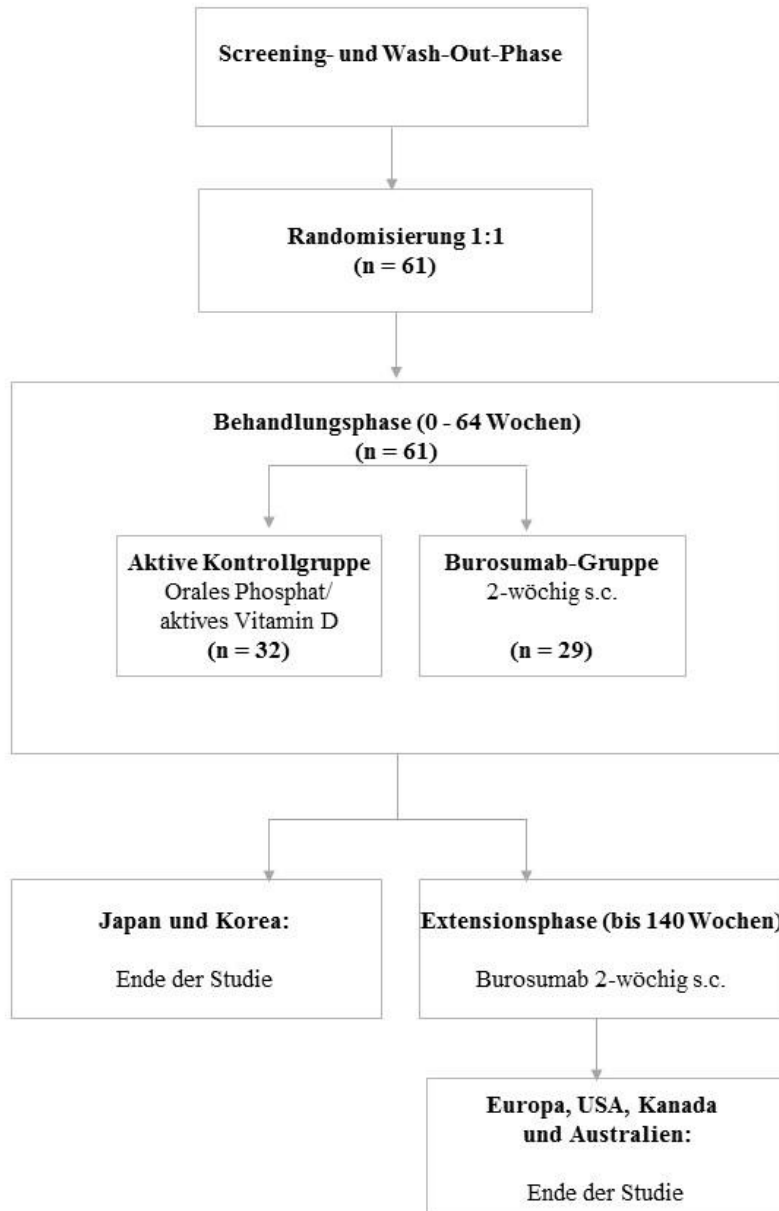 Screening- und Wash-Out-Phase
Randomisierung 1:1
(n = 61)
Behandlungsphase (0 - 64 Wochen)
(n = 61)
Aktive Kontrollgruppe
Orales Phosphat/
aktives Vitamin D
(n = 32)
Burosumab-Gruppe
2-wöchig s.c.
(n = 29)
Japan und Korea:
Ende der Studie
Extensionsphase (bis 140 Wochen)
Burosumab 2-wöchig s.c.
Europa, USA, Kanada
und Australien:
Ende der Studie